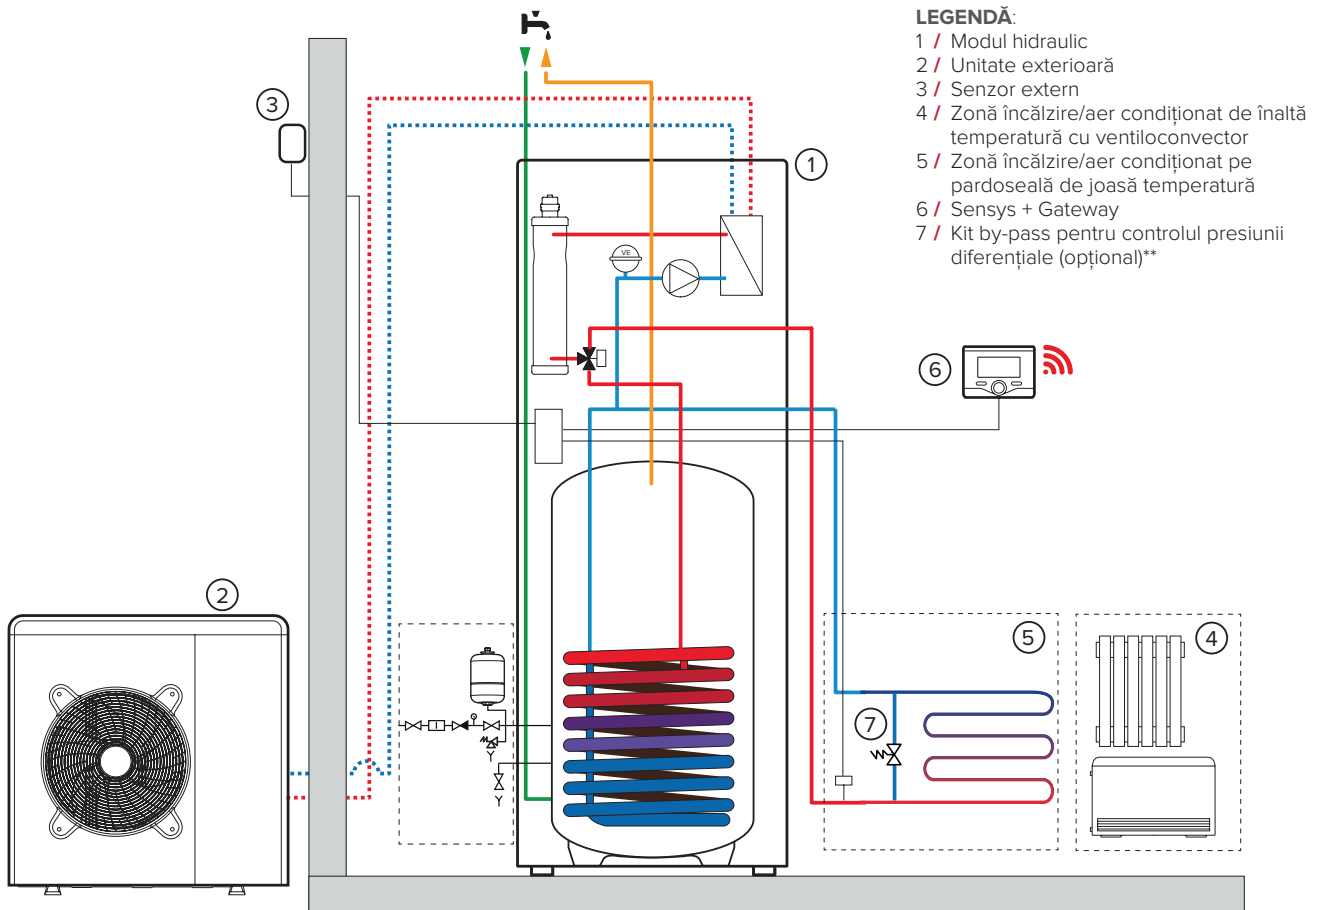 LEGENDĂ:
1 / Modul hidraulic
2 / Unitate exterioară
3 / Senzor extern
4 / Zonă încălzire/aer condiționat de înaltă
temperatură cu ventiloconvector
5 / Zonă încălzire/aer condiționat pe
pardoseală de joasă temperatură
6 / Sensys + Gateway
7 / Kit by-pass pentru controlul presiunii
diferențiale (opțional)**
3
1
VE
6
2
5
4
7